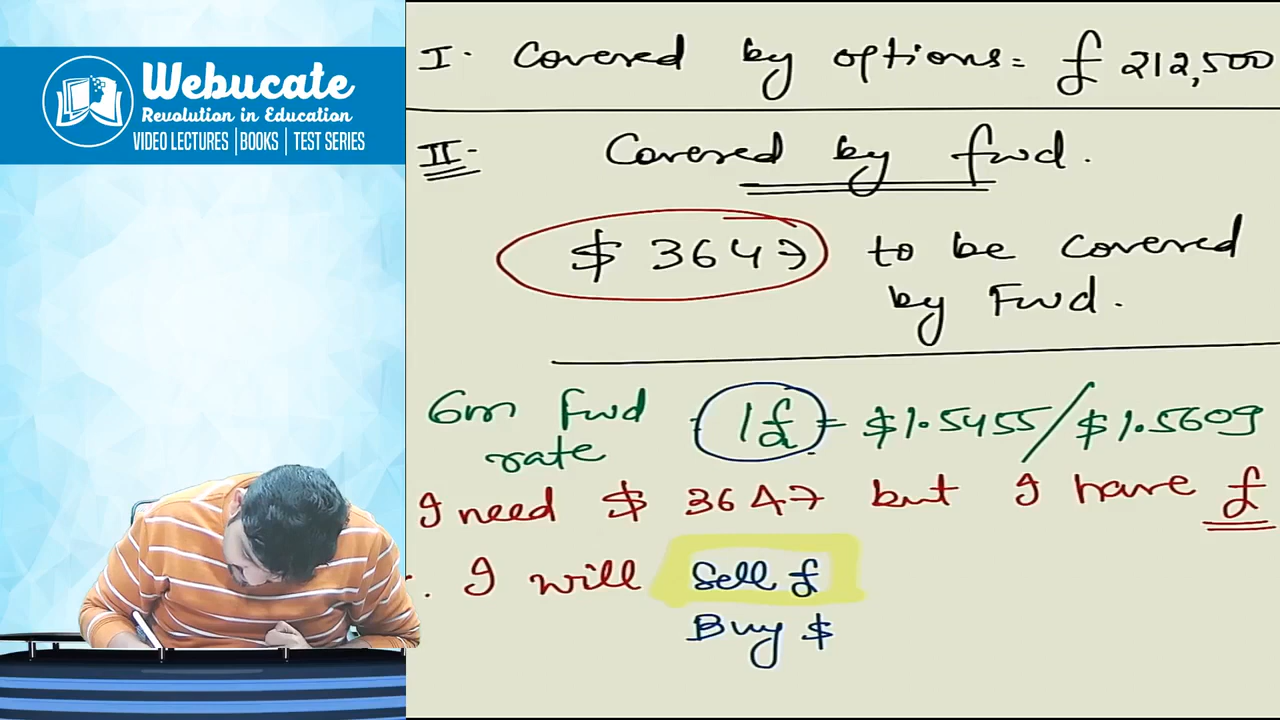 Webucate
Revolution in Education
VIDEO LECTURES | BOOKS | TEST SERIES
I. Covered by options = £ 212,500
II. Covered by fwd.
$ 3647 to be covered
by Fwd.
6m Fwd rate = 1£ = $1.5455/$1.5609
I need $ 3647 but I have £
I will Sell £
Buy $